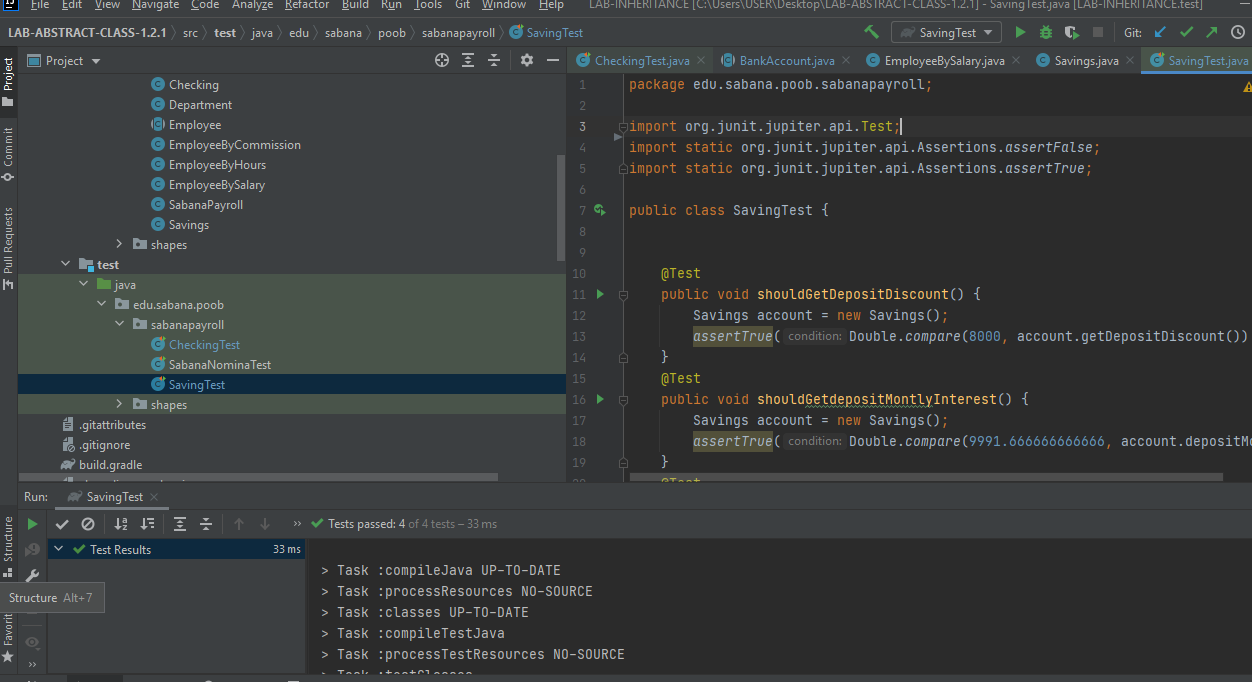 File Edit View Navigate Code Analyze Refactor Build Run Tools Git Window Help LAB-INHERITANCE [C:\Users\USER\Desktop\LAB-ABSTRACT-CLASS-1.2.1] - SavingTest.java [LAB-INHERITANCE.test]
LAB-ABSTRACT-CLASS-1.2.1 src test java edu sabana poob sabanapayroll SavingTest SavingTest Git:
Project
CheckingTest.java BankAccount.java EmployeeBySalary.java Savings.java SavingTest.java
Project
Commit
Pull Requests
Checking
Department
Employee
EmployeeByCommission
EmployeeByHours
EmployeeBySalary
SabanaPayroll
Savings
shapes
test
java
edu.sabana.poob
sabanapayroll
CheckingTest
SabanaNominaTest
SavingTest
shapes
.gitattributes
.gitignore
build.gradle
1 package edu.sabana.poob.sabanapayroll;
2
3 import org.junit.jupiter.api.Test;
4 import static org.junit.jupiter.api.Assertions.assertFalse;
5 import static org.junit.jupiter.api.Assertions.assertTrue;
6
7 public class SavingTest {
8
9
10 @Test
11 public void shouldGetDepositDiscount() {
12 Savings account = new Savings();
13 assertTrue( condition: Double.compare(8000, account.getDepositDiscount())
14 }
15 @Test
16 public void shouldGetdepositMontlyInterest() {
17 Savings account = new Savings();
18 assertTrue( condition: Double.compare(9991.666666666666, account.depositMo
19 }
@Test
Run: SavingTest
Tests passed: 4 of 4 tests – 33 ms
Test Results 33 ms
> Task :compileJava UP-TO-DATE
> Task :processResources NO-SOURCE
> Task :classes UP-TO-DATE
> Task :compileTestJava
> Task :processTestResources NO-SOURCE
> Task :testClasses
Structure
Structure Alt+7
Favorit